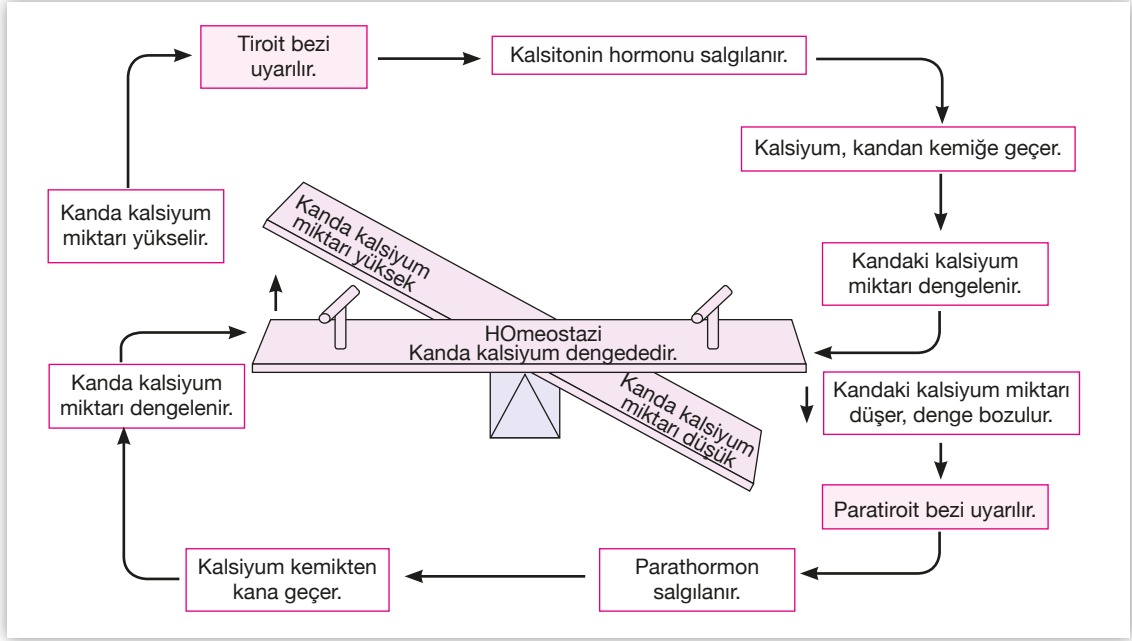 Tiroit bezi
uyarılır.
Kalsitonin hormonu salgılanır.
Kalsiyum, kandan kemiğe geçer.
Kanda kalsiyum
miktarı yükselir.
Kanda kalsiyum
miktarı yüksek
Kandaki kalsiyum
miktarı dengelenir.
HOmeostazi
Kanda kalsiyum dengededir.
Kanda kalsiyum
miktarı dengelenir.
Kanda kalsiyum
miktarı düşük
Kandaki kalsiyum miktarı
düşer, denge bozulur.
Paratiroit bezi uyarılır.
Parathormon
salgılanır.
Kalsiyum kemikten
kana geçer.